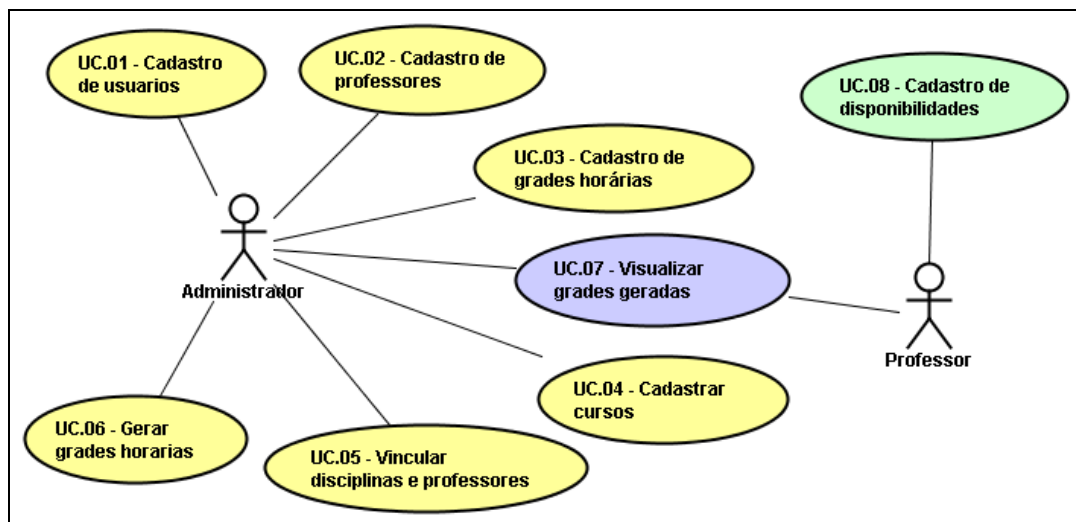 UC.01 - Cadastro
de usuarios
UC.02 - Cadastro de
professores
UC.08 - Cadastro de
disponibilidades
UC.03 - Cadastro de
grades horárias
UC.07 - Visualizar
grades geradas
Administrador
Professor
UC.04 - Cadastrar
cursos
UC.06 - Gerar
grades horarias
UC.05 - Vincular
disciplinas e professores